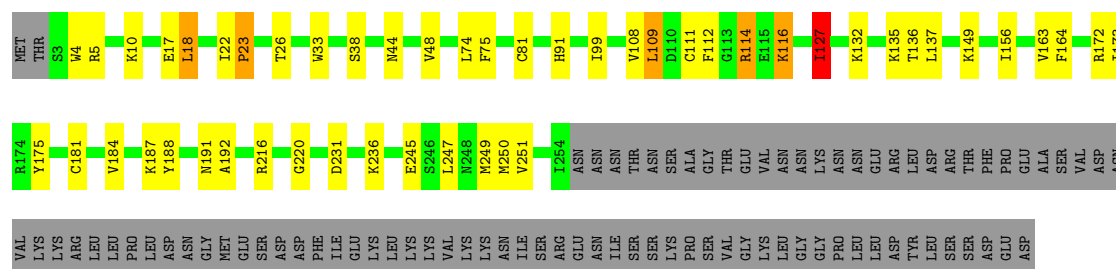 MET THR S3 W4 R5 K10 E17 L18 I22 P23 T26 W33 S38 N44 V48 L74 F75 C81 H91 I99 V108 L109 D110 C111 F112 G113 R114 E115 K116 I127 K132 K135 T136 L137 K149 I156 V163 F164 R172 I173
R174 Y175 C181 V184 K187 Y188 N191 A192 R216 G220 D231 K236 E245 S246 L247 N248 M249 M250 V251 I254 ASN ASN ASN THR ASN SER ALA GLY THR GLU VAL ASN ASN LYS ASN ASN GLU ARG LEU ASP ARG THR PHE PRO GLU ALA SER VAL ASP ASN
VAL LYS LYS ARG LEU LEU PRO LEU ASP ASN GLY MET GLU SER ASP ASP PHE ILE GLU LYS LEU LYS LYS VAL LYS LYS ASN ILE SER ARG GLU ASN ILE SER SER LYS PRO SER VAL GLY LYS LEU GLY GLY PRO LEU LEU ASP TYR LEU SER SER ASP GLU ASP